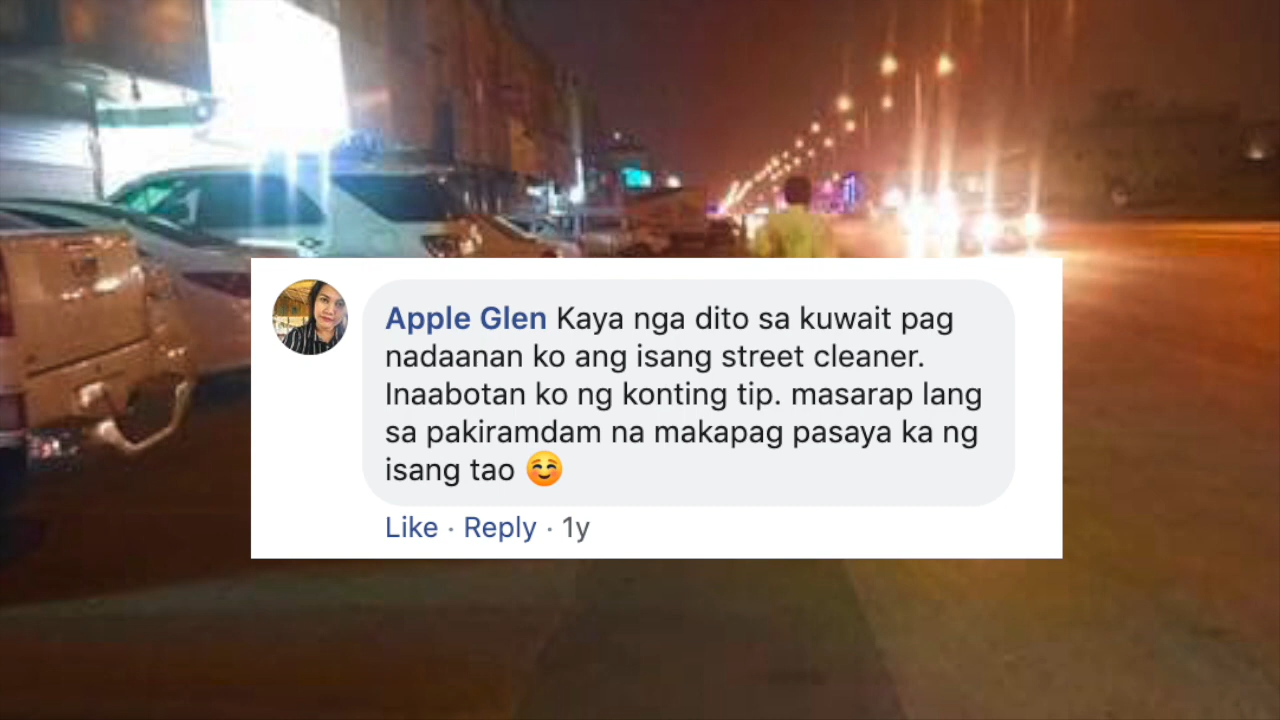 Apple Glen Kaya nga dito sa kuwait pag
nadaanan ko ang isang street cleaner.
Inaabotan ko ng konting tip. masarap lang
sa pakiramdam na makapag pasaya ka ng
isang tao ☺️
Like · Reply · 1y